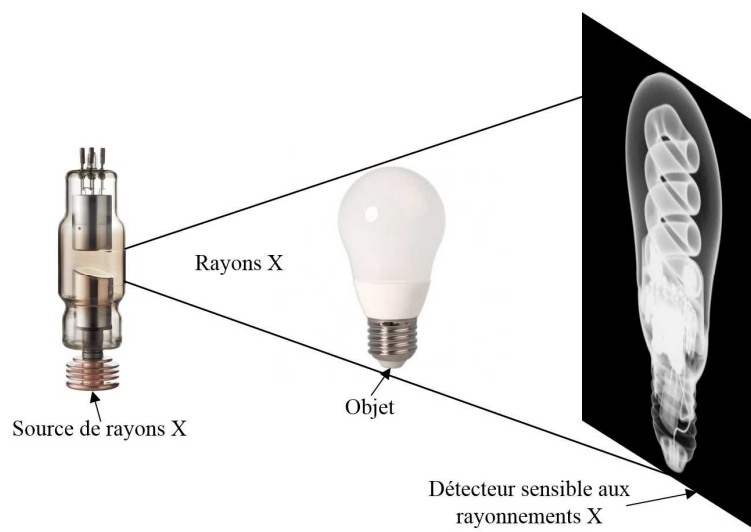 Rayons X
Objet
Source de rayons X
Détecteur sensible aux
rayonnements X